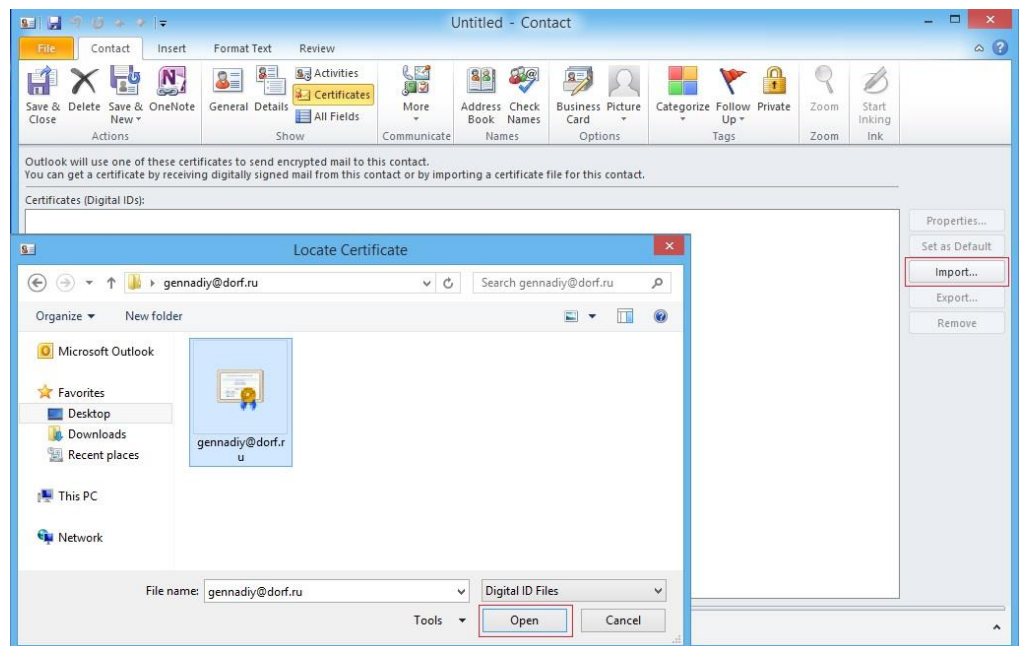 Untitled - Contact
File Contact Insert Format Text Review
Save & Close
Delete
Save & New
OneNote
General
Details
Activities
Certificates
All Fields
More
Address Book
Check Names
Business Card
Picture
Categorize
Follow Up
Private
Zoom
Start Inking
Actions Show Communicate Names Options Tags Zoom Ink
Outlook will use one of these certificates to send encrypted mail to this contact.
You can get a certificate by receiving digitally signed mail from this contact or by importing a certificate file for this contact.
Certificates (Digital IDs):
Properties...
Set as Default
Import...
Export...
Remove
Locate Certificate
gennadiy@dorf.ru
Search gennadiy@dorf.ru
Organize New folder
Microsoft Outlook
Favorites
Desktop
Downloads
Recent places
This PC
Network
gennadiy@dorf.r
u
File name: gennadiy@dorf.ru Digital ID Files
Tools Open Cancel